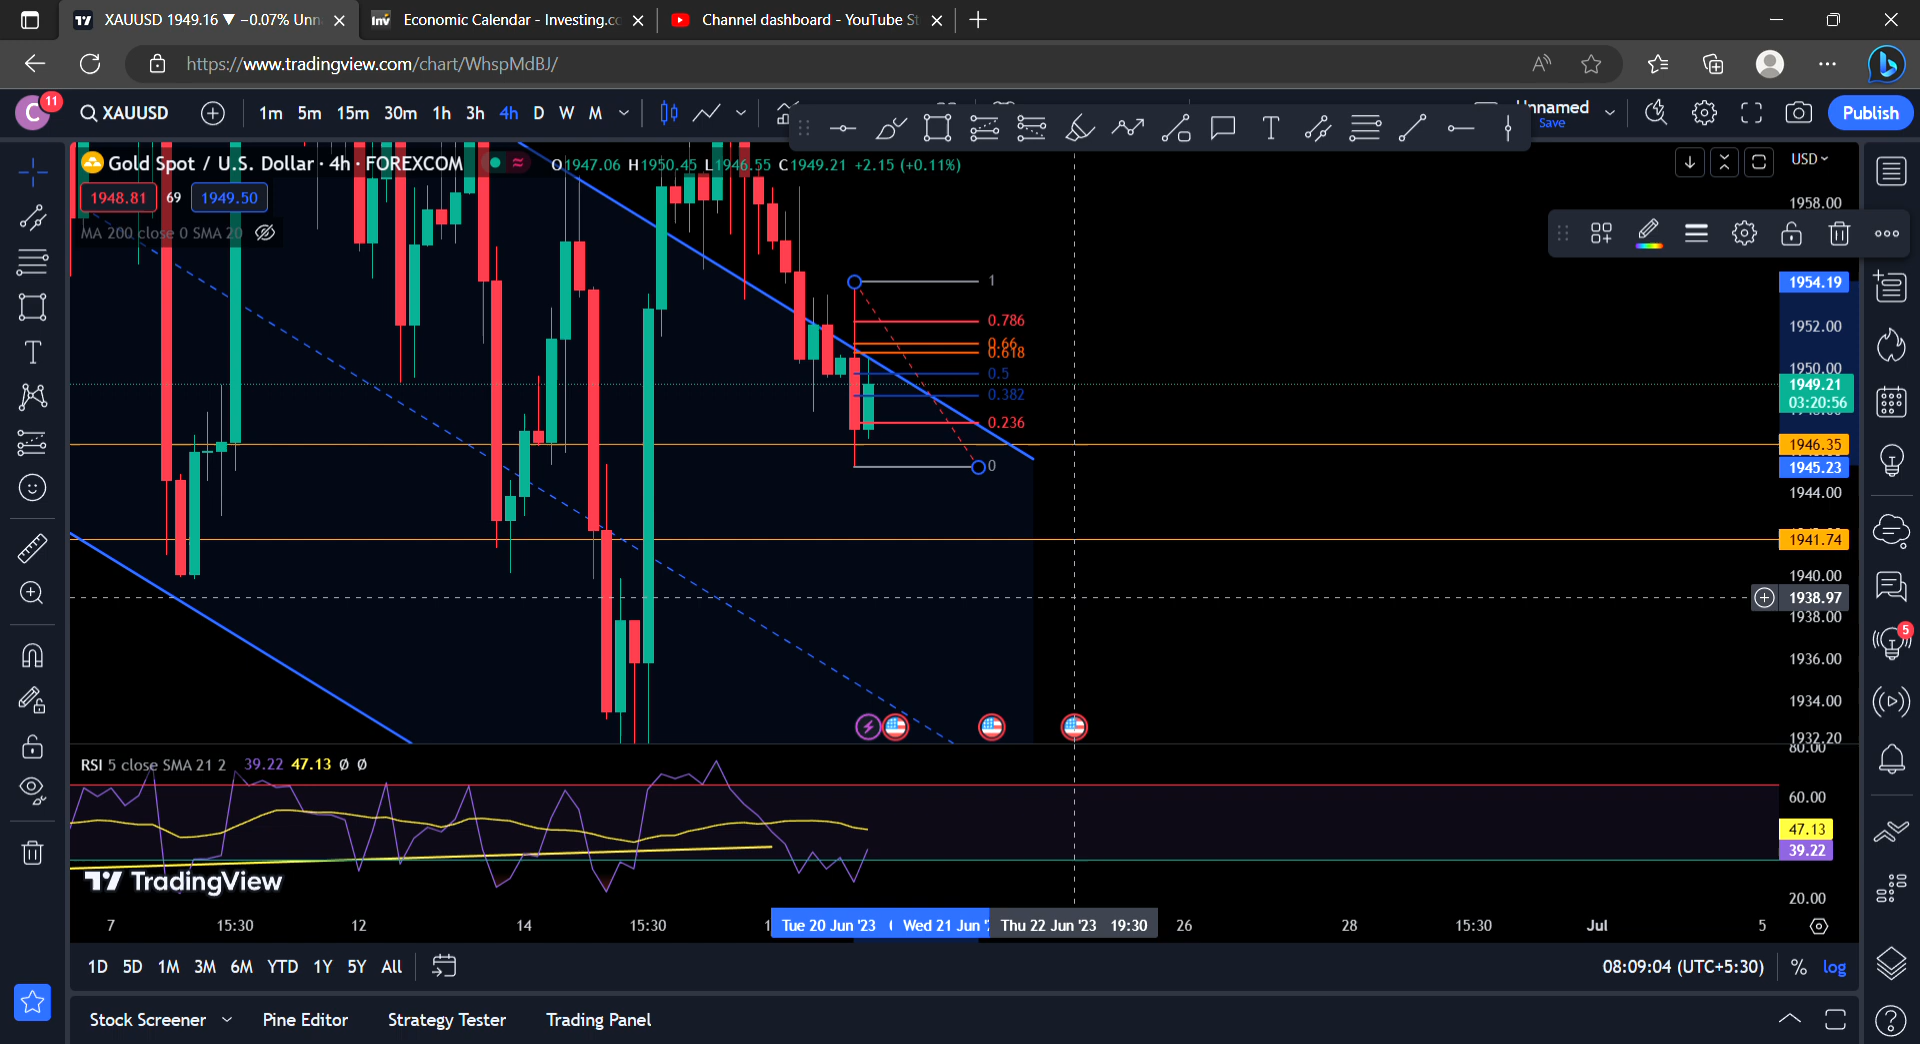 XAUUSD 1949.16 ▼ −0.07% Unn
Economic Calendar - Investing.co
Channel dashboard - YouTube St
https://www.tradingview.com/chart/WhspMdBJ/
C 11
XAUUSD
1m 5m 15m 30m 1h 3h 4h D W M
Unnamed
Save
Publish
Gold Spot / U.S. Dollar · 4h · FOREXCOM
O1947.06 H1950.45 L1946.55 C1949.21 +2.15 (+0.11%)
USD
1948.81 69 1949.50
MA 200 close 0 SMA 20
1958.00
1954.19
1952.00
1950.00
1949.21
03:20:56
1946.35
1945.23
1944.00
1941.74
1940.00
1938.97
1938.00
1936.00
1934.00
1932.20
1
0.786
0.66
0.618
0.5
0.382
0.236
0
5
RSI 5 close SMA 21 2 39.22 47.13 Ø Ø
80.00
60.00
47.13
39.22
20.00
TradingView
7 15:30 12 14 15:30 1 Tue 20 Jun '23 Wed 21 Jun ' Thu 22 Jun '23 19:30 26 28 15:30 Jul 5
1D 5D 1M 3M 6M YTD 1Y 5Y All
08:09:04 (UTC+5:30) % log
Stock Screener Pine Editor Strategy Tester Trading Panel